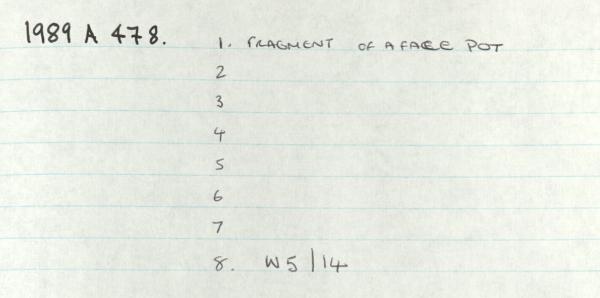 1989 A 478.
1. FRAGMENT OF A FACE POT
2
3
4
5
6
7
8. W5/14